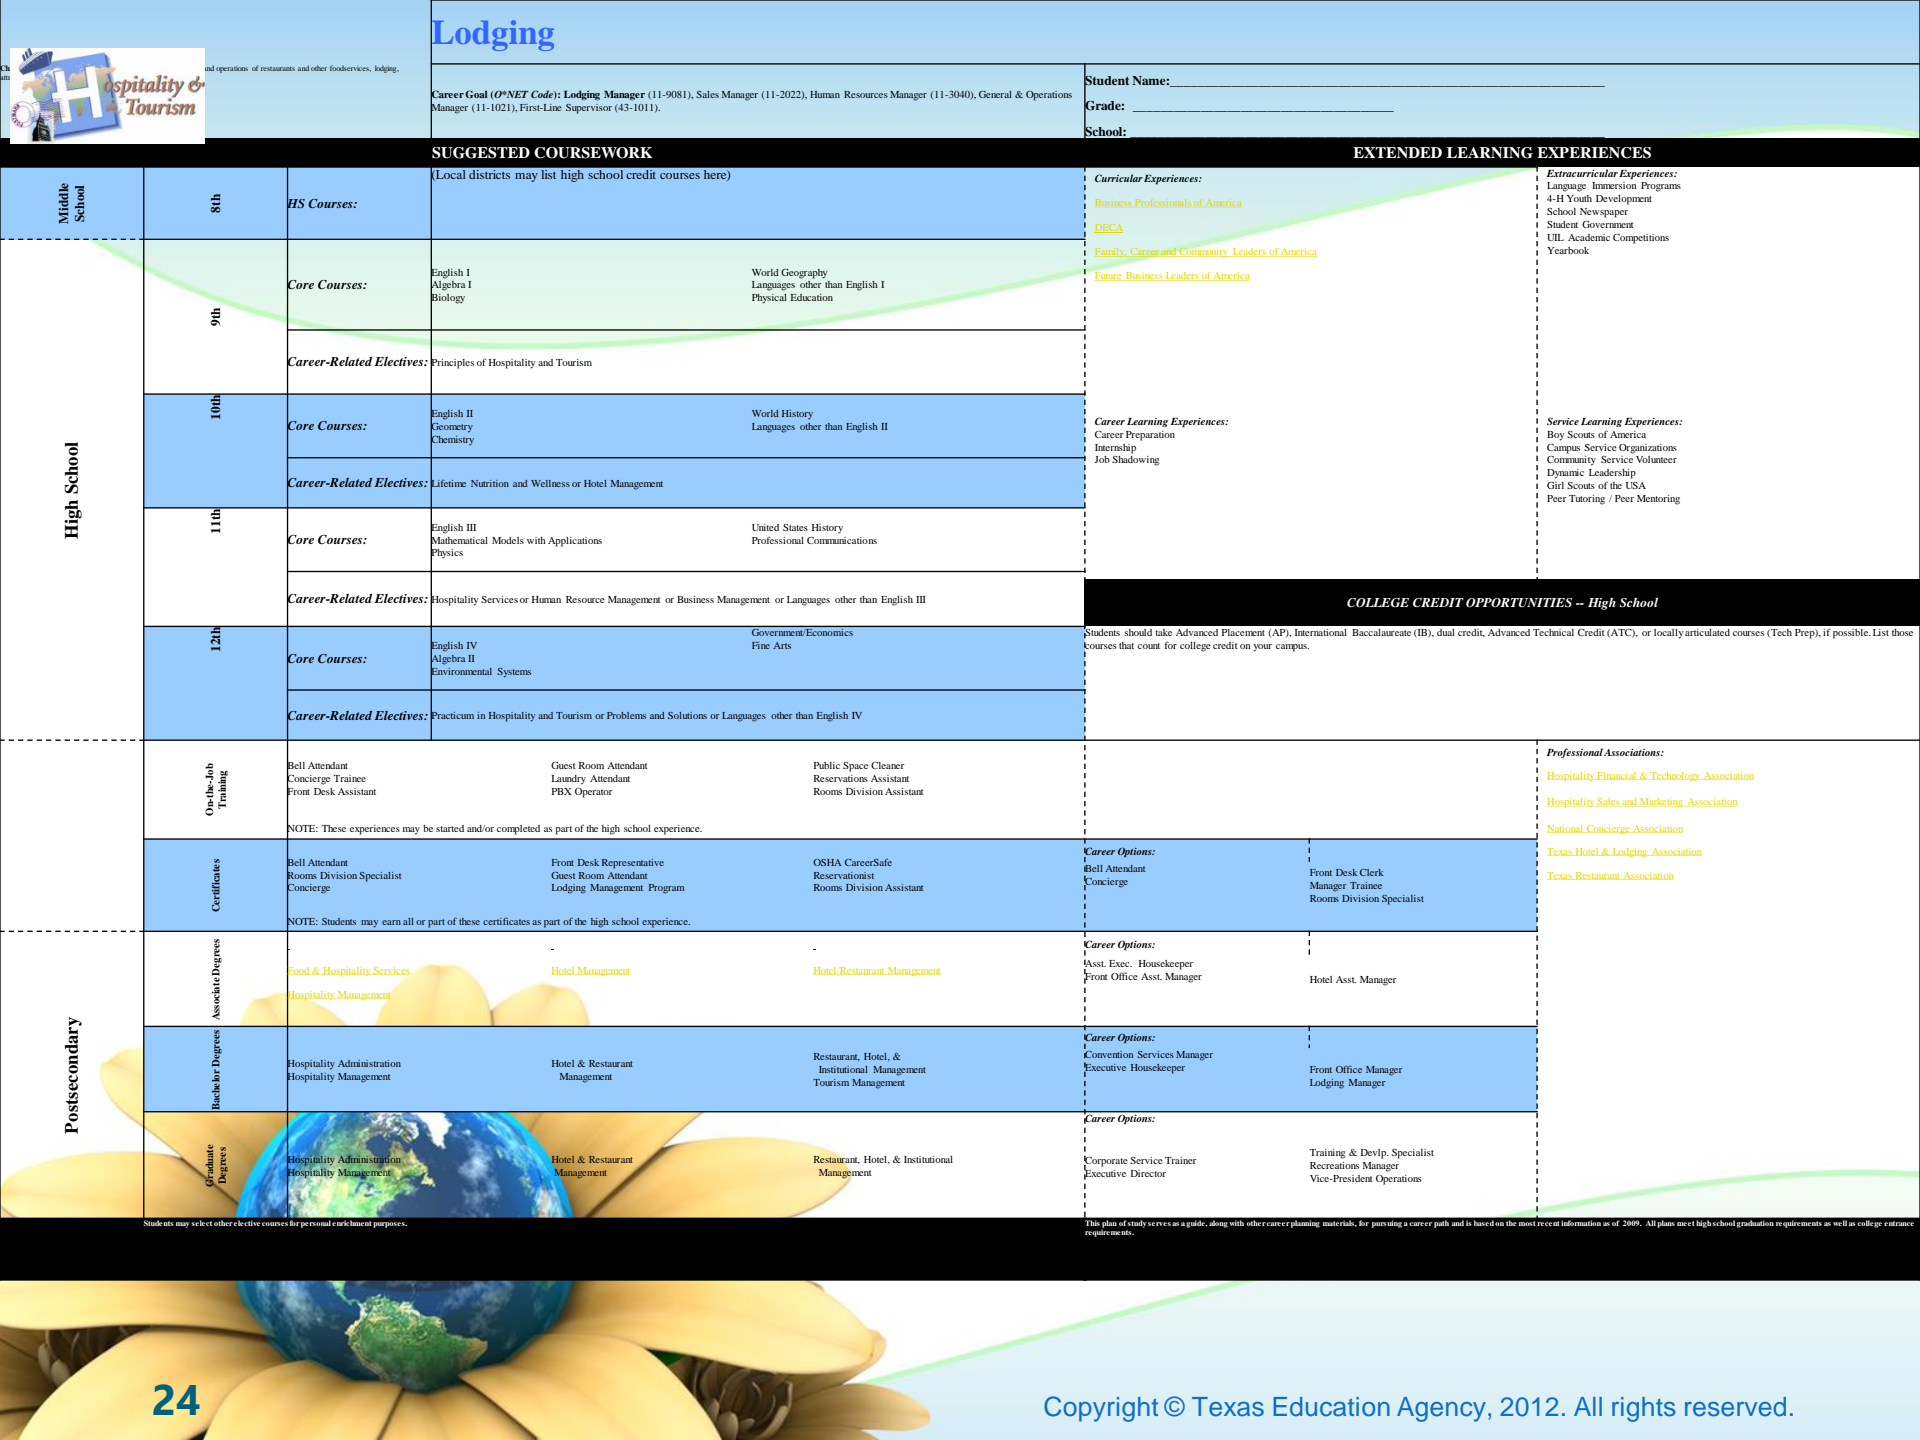 Lodging
ospitality &
Tourism
nd operations of restaurants and other foodservices, lodging,
Career Goal (O*NET Code): Lodging Manager (11-9081), Sales Manager (11-2022), Human Resources Manager (11-3040), General & Operations
Manager (11-1021), First-Line Supervisor (43-1011).
Student Name:
Grade:
School:
SUGGESTED COURSEWORK
EXTENDED LEARNING EXPERIENCES
Middle
School
8th
HS Courses:
(Local districts may list high school credit courses here)
High School
9th
Core Courses:
English I
Algebra I
Biology
World Geography
Languages other than English I
Physical Education
Career-Related Electives:
Principles of Hospitality and Tourism
10th
Core Courses:
English II
Geometry
Chemistry
World History
Languages other than English II
Career-Related Electives:
Lifetime Nutrition and Wellness or Hotel Management
11th
Core Courses:
English III
Mathematical Models with Applications
Physics
United States History
Professional Communications
Career-Related Electives:
Hospitality Services or Human Resource Management or Business Management or Languages other than English III
12th
Core Courses:
English IV
Algebra II
Environmental Systems
Government/Economics
Fine Arts
Career-Related Electives:
Practicum in Hospitality and Tourism or Problems and Solutions or Languages other than English IV
Curricular Experiences:
Business Professionals of America
DECA
Family, Career and Community Leaders of America
Future Business Leaders of America
Extracurricular Experiences:
Language Immersion Programs
4-H Youth Development
School Newspaper
Student Government
UIL Academic Competitions
Yearbook
Career Learning Experiences:
Career Preparation
Internship
Job Shadowing
Service Learning Experiences:
Boy Scouts of America
Campus Service Organizations
Community Service Volunteer
Dynamic Leadership
Girl Scouts of the USA
Peer Tutoring / Peer Mentoring
COLLEGE CREDIT OPPORTUNITIES -- High School
Students should take Advanced Placement (AP), International Baccalaureate (IB), dual credit, Advanced Technical Credit (ATC), or locally articulated courses (Tech Prep), if possible. List those
courses that count for college credit on your campus.
Postsecondary
On-the-Job
Training
Bell Attendant
Concierge Trainee
Front Desk Assistant
Guest Room Attendant
Laundry Attendant
PBX Operator
Public Space Cleaner
Reservations Assistant
Rooms Division Assistant
NOTE: These experiences may be started and/or completed as part of the high school experience.
Certificates
Bell Attendant
Rooms Division Specialist
Concierge
Front Desk Representative
Guest Room Attendant
Lodging Management Program
OSHA CareerSafe
Reservationist
Rooms Division Assistant
NOTE: Students may earn all or part of these certificates as part of the high school experience.
Career Options:
Bell Attendant
Concierge
Front Desk Clerk
Manager Trainee
Rooms Division Specialist
Associate Degrees
Food & Hospitality Services
Hospitality Management
Hotel Management
Hotel/Restaurant Management
Career Options:
Asst. Exec. Housekeeper
Front Office Asst. Manager
Hotel Asst. Manager
Bachelor Degrees
Hospitality Administration
Hospitality Management
Hotel & Restaurant
Management
Restaurant, Hotel, &
Institutional Management
Tourism Management
Career Options:
Convention Services Manager
Executive Housekeeper
Front Office Manager
Lodging Manager
Graduate
Degrees
Hospitality Administration
Hospitality Management
Hotel & Restaurant
Management
Restaurant, Hotel, & Institutional
Management
Career Options:
Corporate Service Trainer
Executive Director
Training & Devlp. Specialist
Recreations Manager
Vice-President Operations
Professional Associations:
Hospitality Financial & Technology Association
Hospitality Sales and Marketing Association
National Concierge Association
Texas Hotel & Lodging Association
Texas Restaurant Association
Students may select other elective courses for personal enrichment purposes.
This plan of study serves as a guide, along with other career planning materials, for pursuing a career path and is based on the most recent information as of 2009. All plans meet high school graduation requirements as well as college entrance
requirements.
24
Copyright © Texas Education Agency, 2012. All rights reserved.